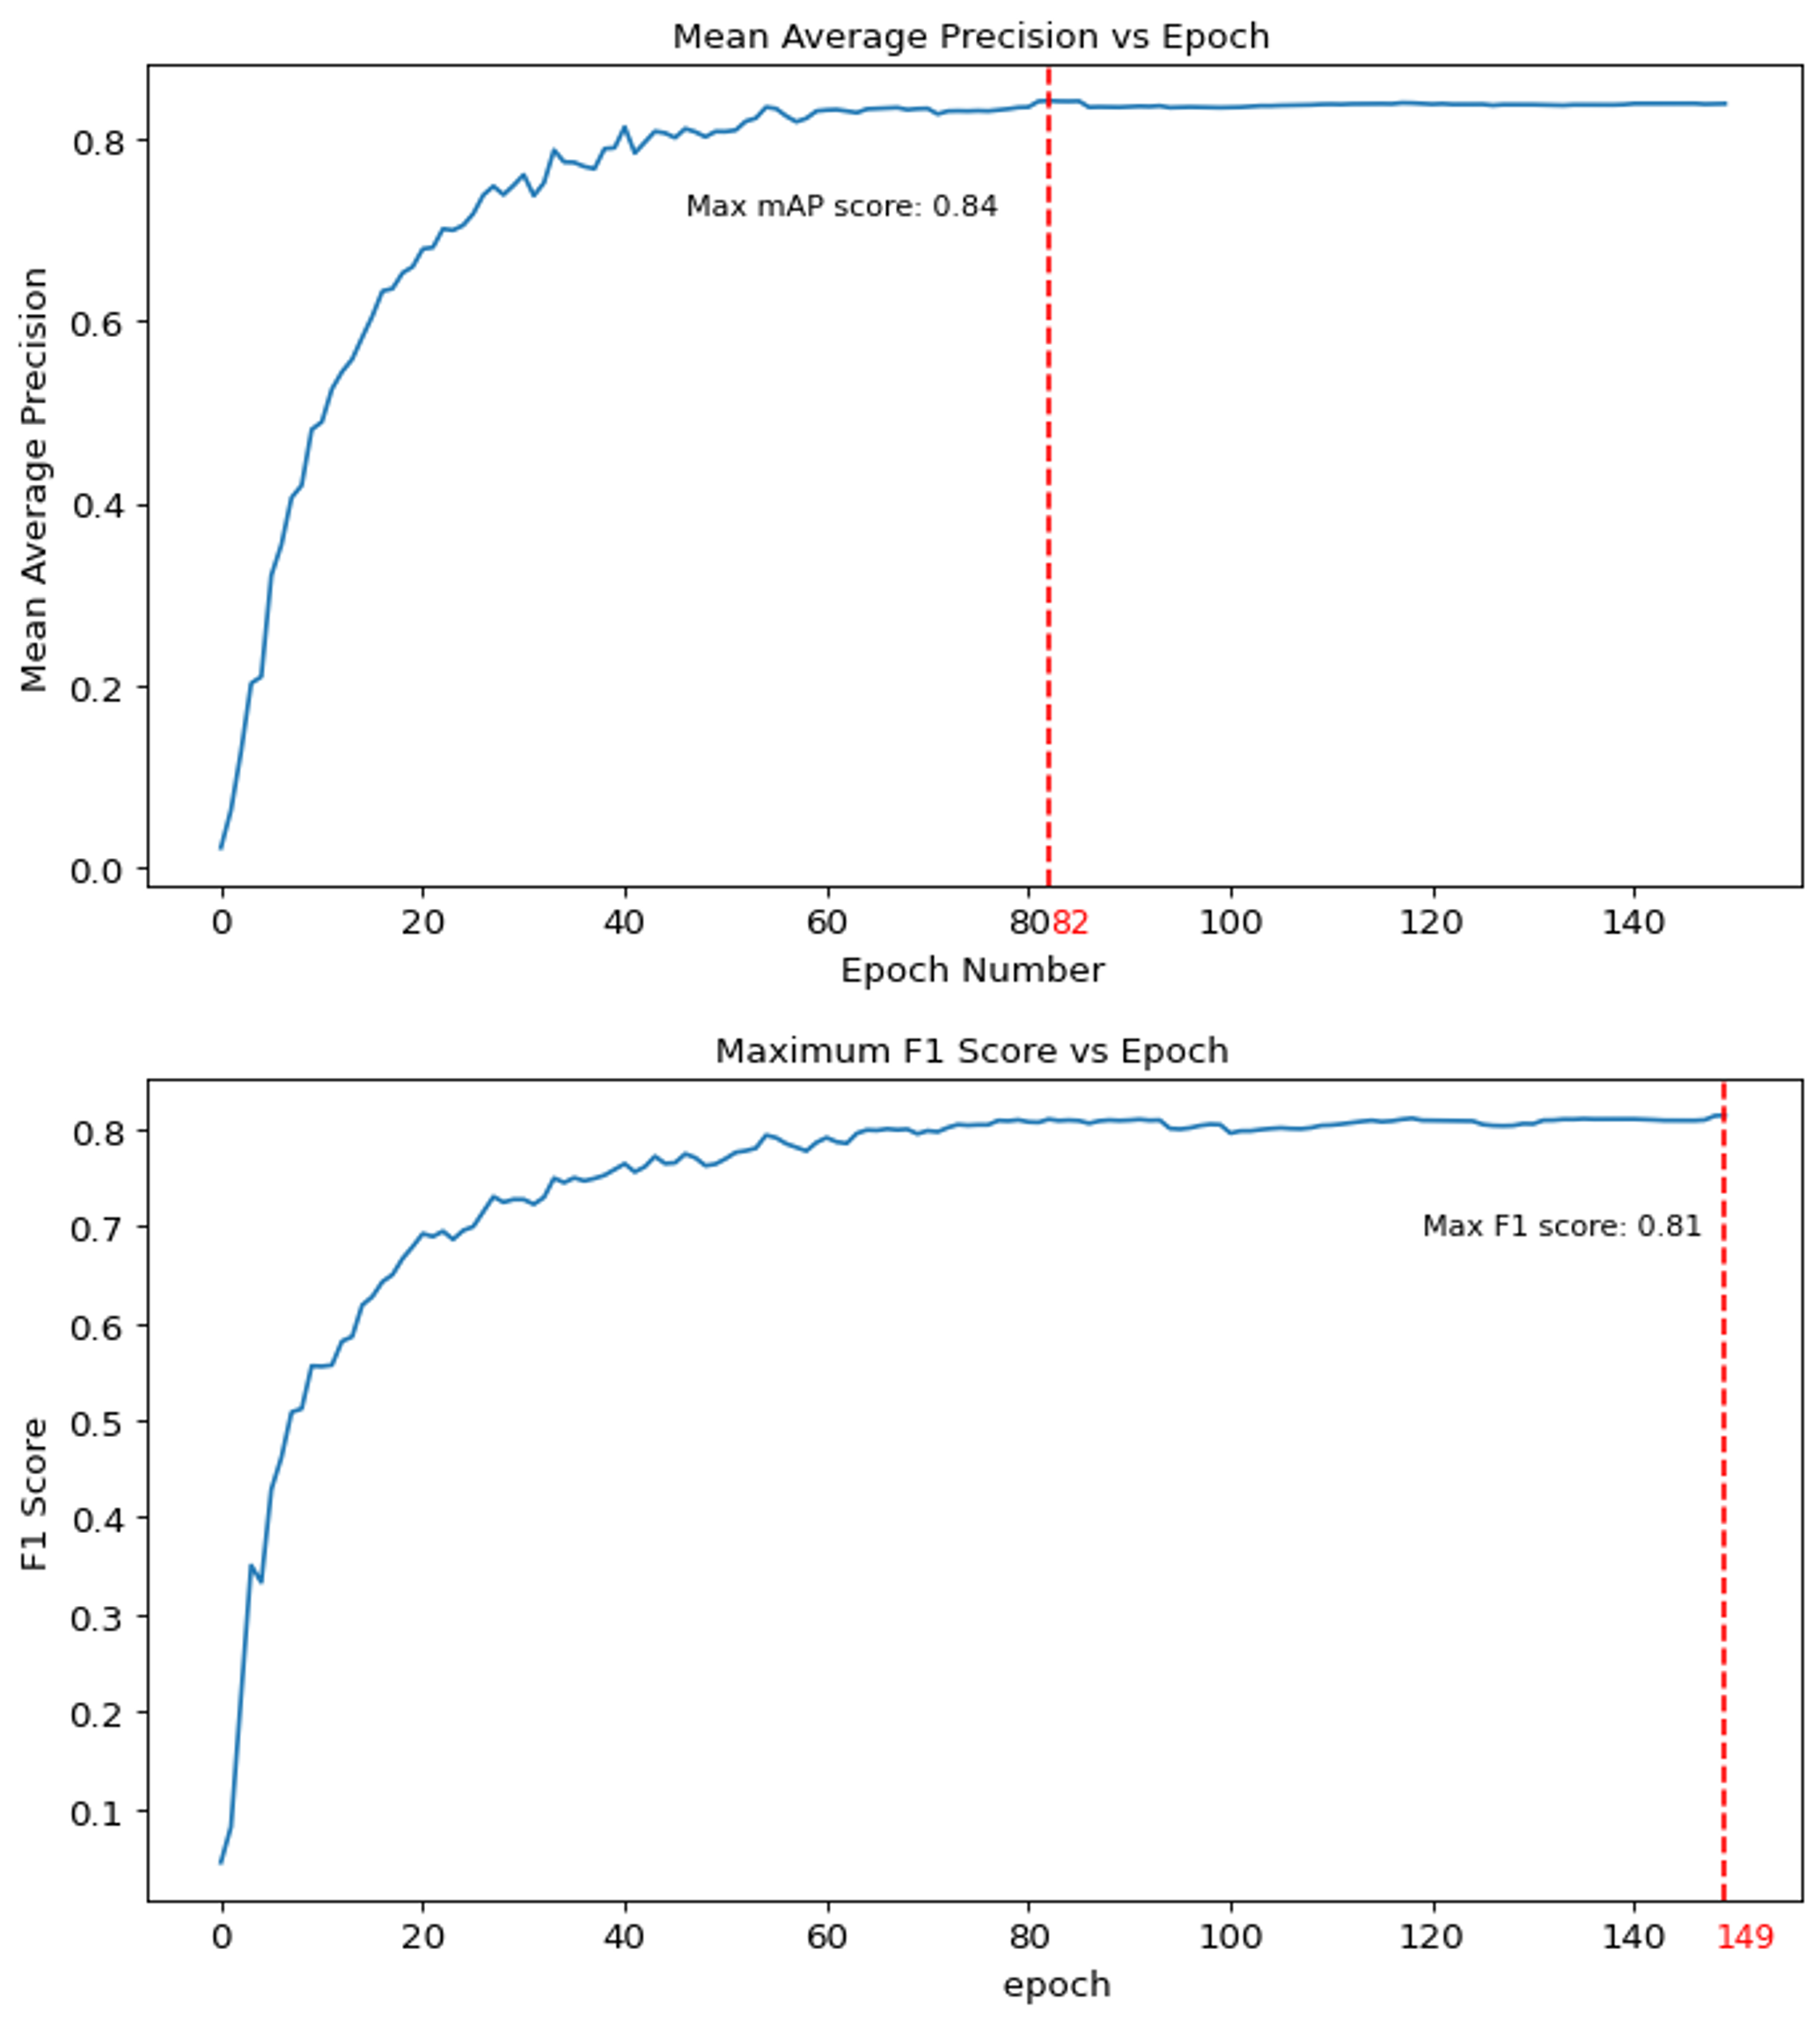 Mean Average Precision vs Epoch
Mean Average Precision
0.8
0.6
0.4
0.2
0.0
Max mAP score: 0.84
0 20 40 60 80 82 100 120 140
Epoch Number
Maximum F1 Score vs Epoch
F1 Score
0.8
0.7
0.6
0.5
0.4
0.3
0.2
0.1
Max F1 score: 0.81
0 20 40 60 80 100 120 140 149
epoch